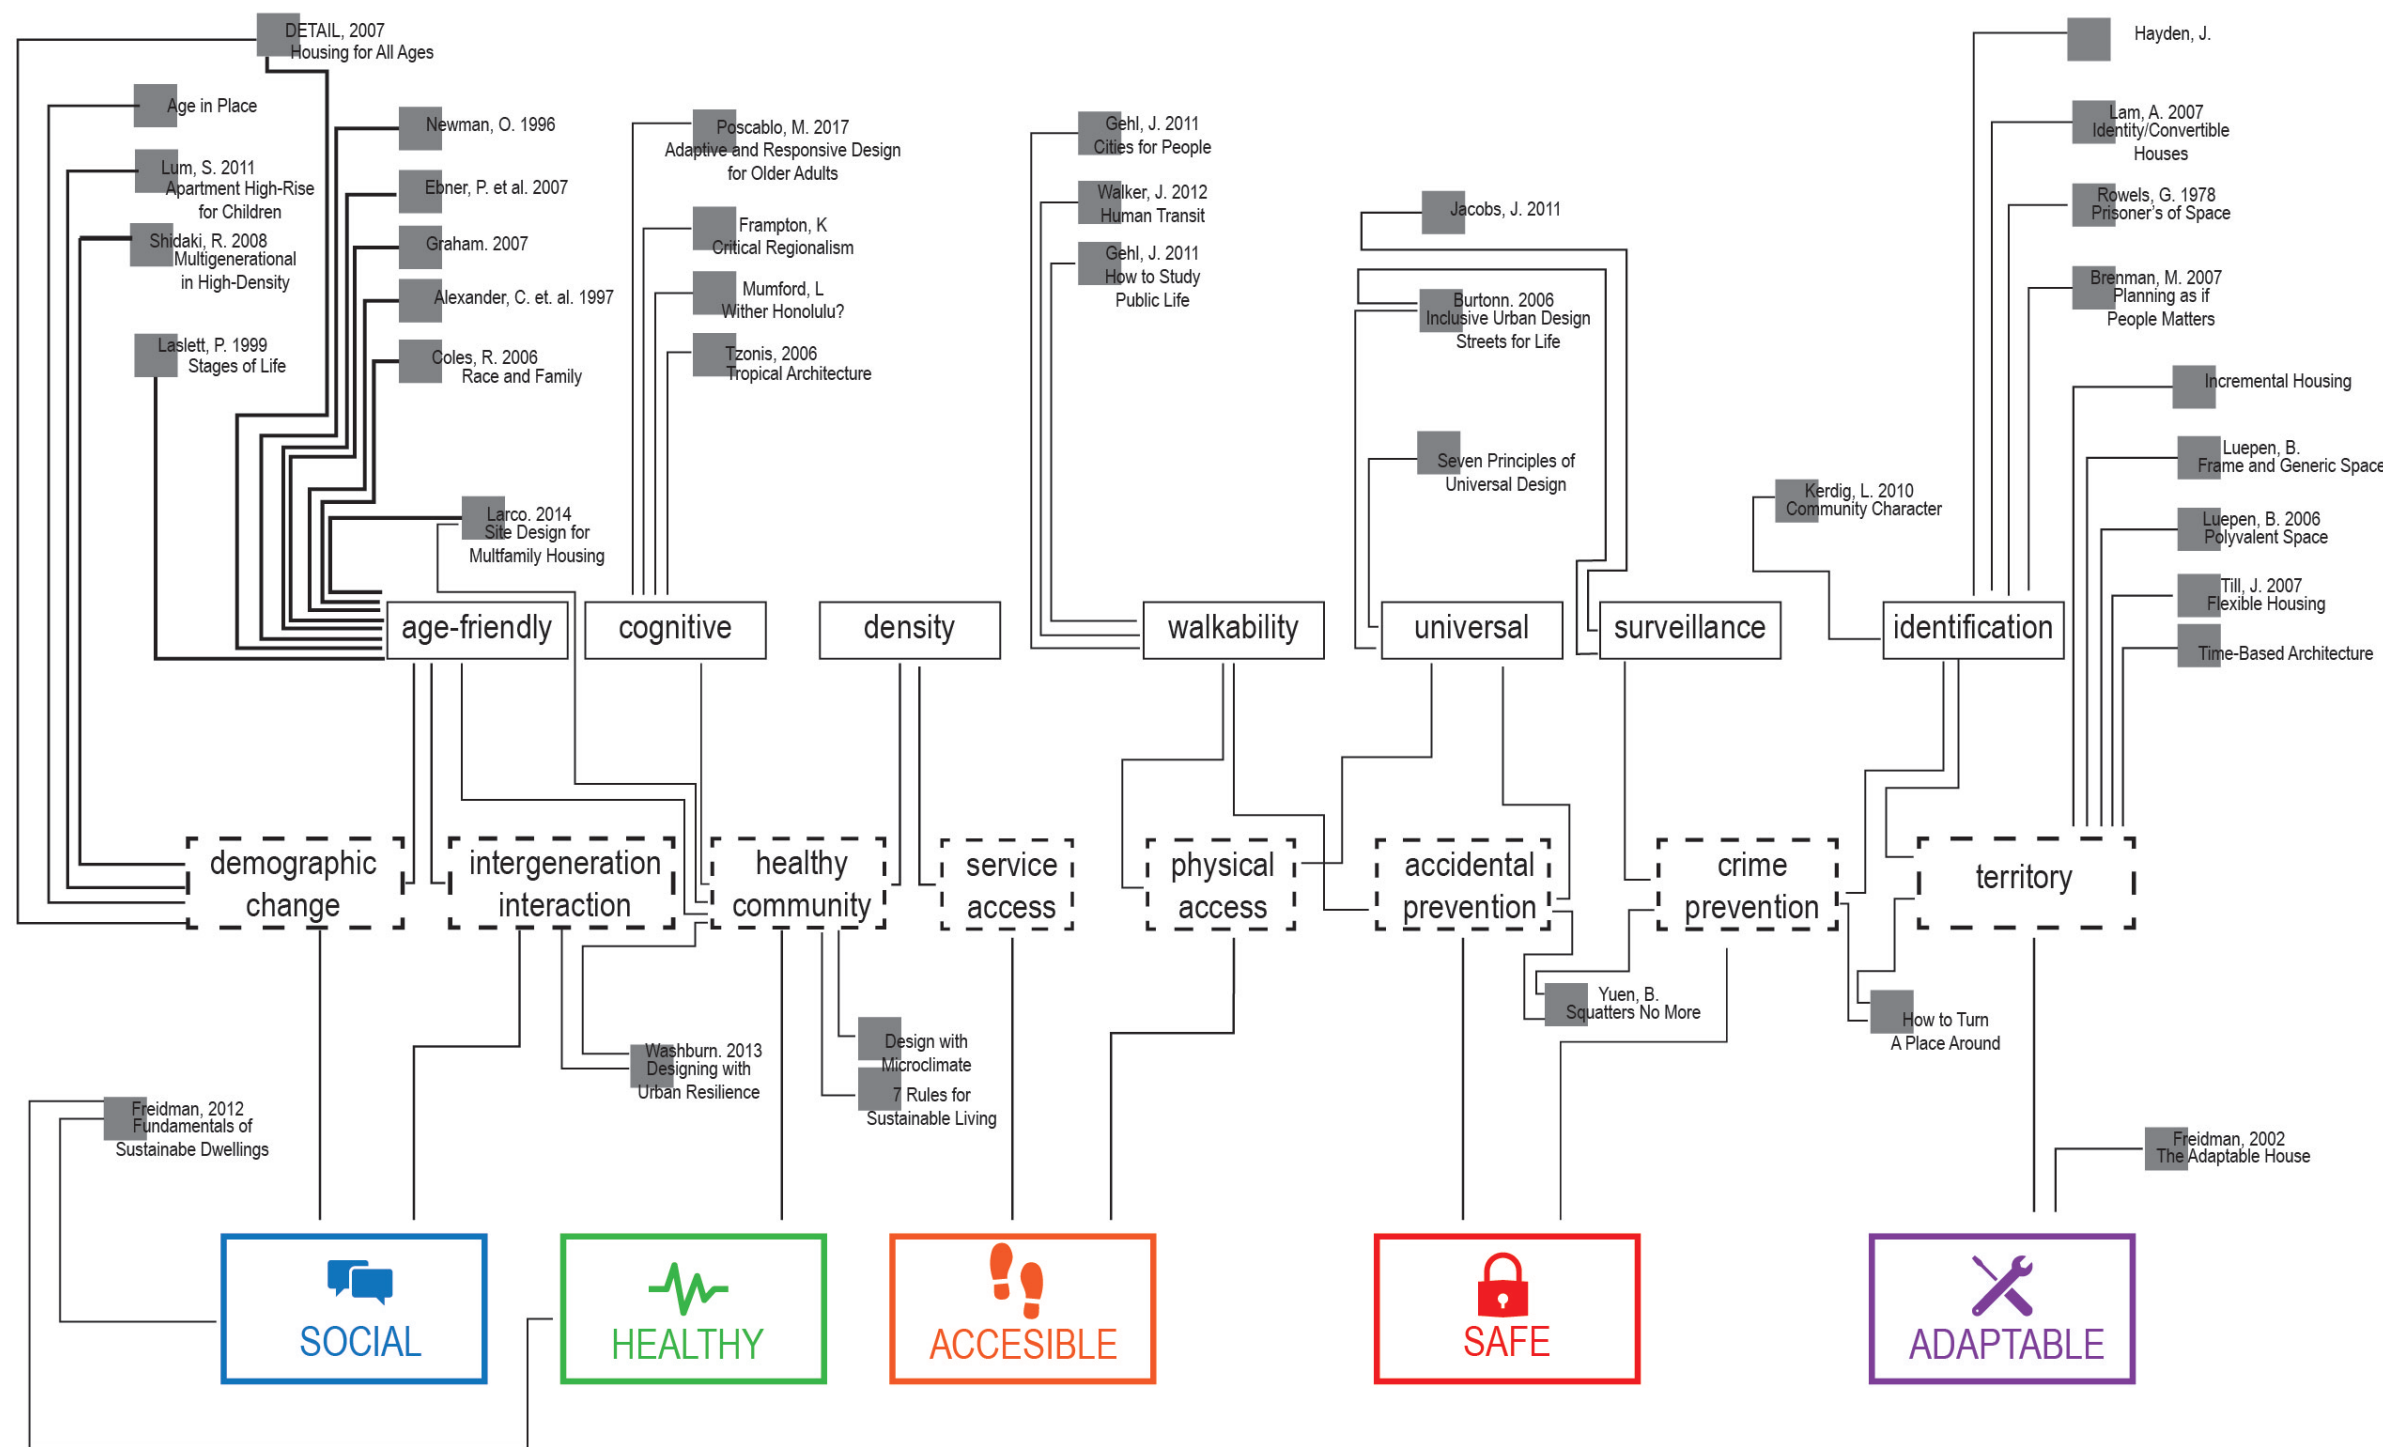 DETAIL, 2007
Housing for All Ages
Age in Place
Lum, S. 2011
Apartment High-Rise
for Children
Shidaki, R. 2008
Multigenerational
in High-Density
Laslett, P. 1999
Stages of Life
Newman, O. 1996
Ebner, P. et al. 2007
Graham. 2007
Alexander, C. et. al. 1997
Coles, R. 2006
Race and Family
Larco. 2014
Site Design for
Multfamily Housing
Poscablo, M. 2017
Adaptive and Responsive Design
for Older Adults
Frampton, K
Critical Regionalism
Mumford, L
Wither Honolulu?
Tzonis, 2006
Tropical Architecture
Gehl, J. 2011
Cities for People
Walker, J. 2012
Human Transit
Gehl, J. 2011
How to Study
Public Life
Jacobs, J. 2011
Burtonn. 2006
Inclusive Urban Design
Streets for Life
Seven Principles of
Universal Design
Kerdig, L. 2010
Community Character
Hayden, J.
Lam, A. 2007
Identity/Convertible
Houses
Rowels, G. 1978
Prisoner's of Space
Brenman, M. 2007
Planning as if
People Matters
Incremental Housing
Luepen, B.
Frame and Generic Space
Luepen, B. 2006
Polyvalent Space
Till, J. 2007
Flexible Housing
Time-Based Architecture
age-friendly
cognitive
density
walkability
universal
surveillance
identification
demographic
change
intergeneration
interaction
healthy
community
service
access
physical
access
accidental
prevention
crime
prevention
territory
Yuen, B.
Squatters No More
How to Turn
A Place Around
Washburn. 2013
Designing with
Urban Resilience
Design with
Microclimate
7 Rules for
Sustainable Living
Freidman, 2012
Fundamentals of
Sustainabe Dwellings
Freidman, 2002
The Adaptable House
SOCIAL
HEALTHY
ACCESIBLE
SAFE
ADAPTABLE